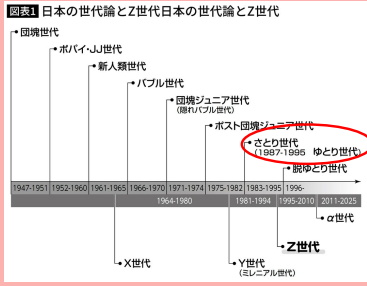 図表1 日本の世代論とZ世代日本の世代論とZ世代
団塊世代
ポパイ・JJ世代
新人類世代
バブル世代
団塊ジュニア世代
(隠れバブル世代)
ポスト団塊ジュニア世代
さとり世代
(1987-1995 ゆとり世代)
脱ゆとり世代
1947-1951 1952-1960 1961-1965 1966-1970 1971-1974 1975-1982 1983-1995 1996-
1964-1980 1981-1994 1995-2010 2011-2025
α世代
Z世代
X世代
Y世代
(ミレニアル世代)